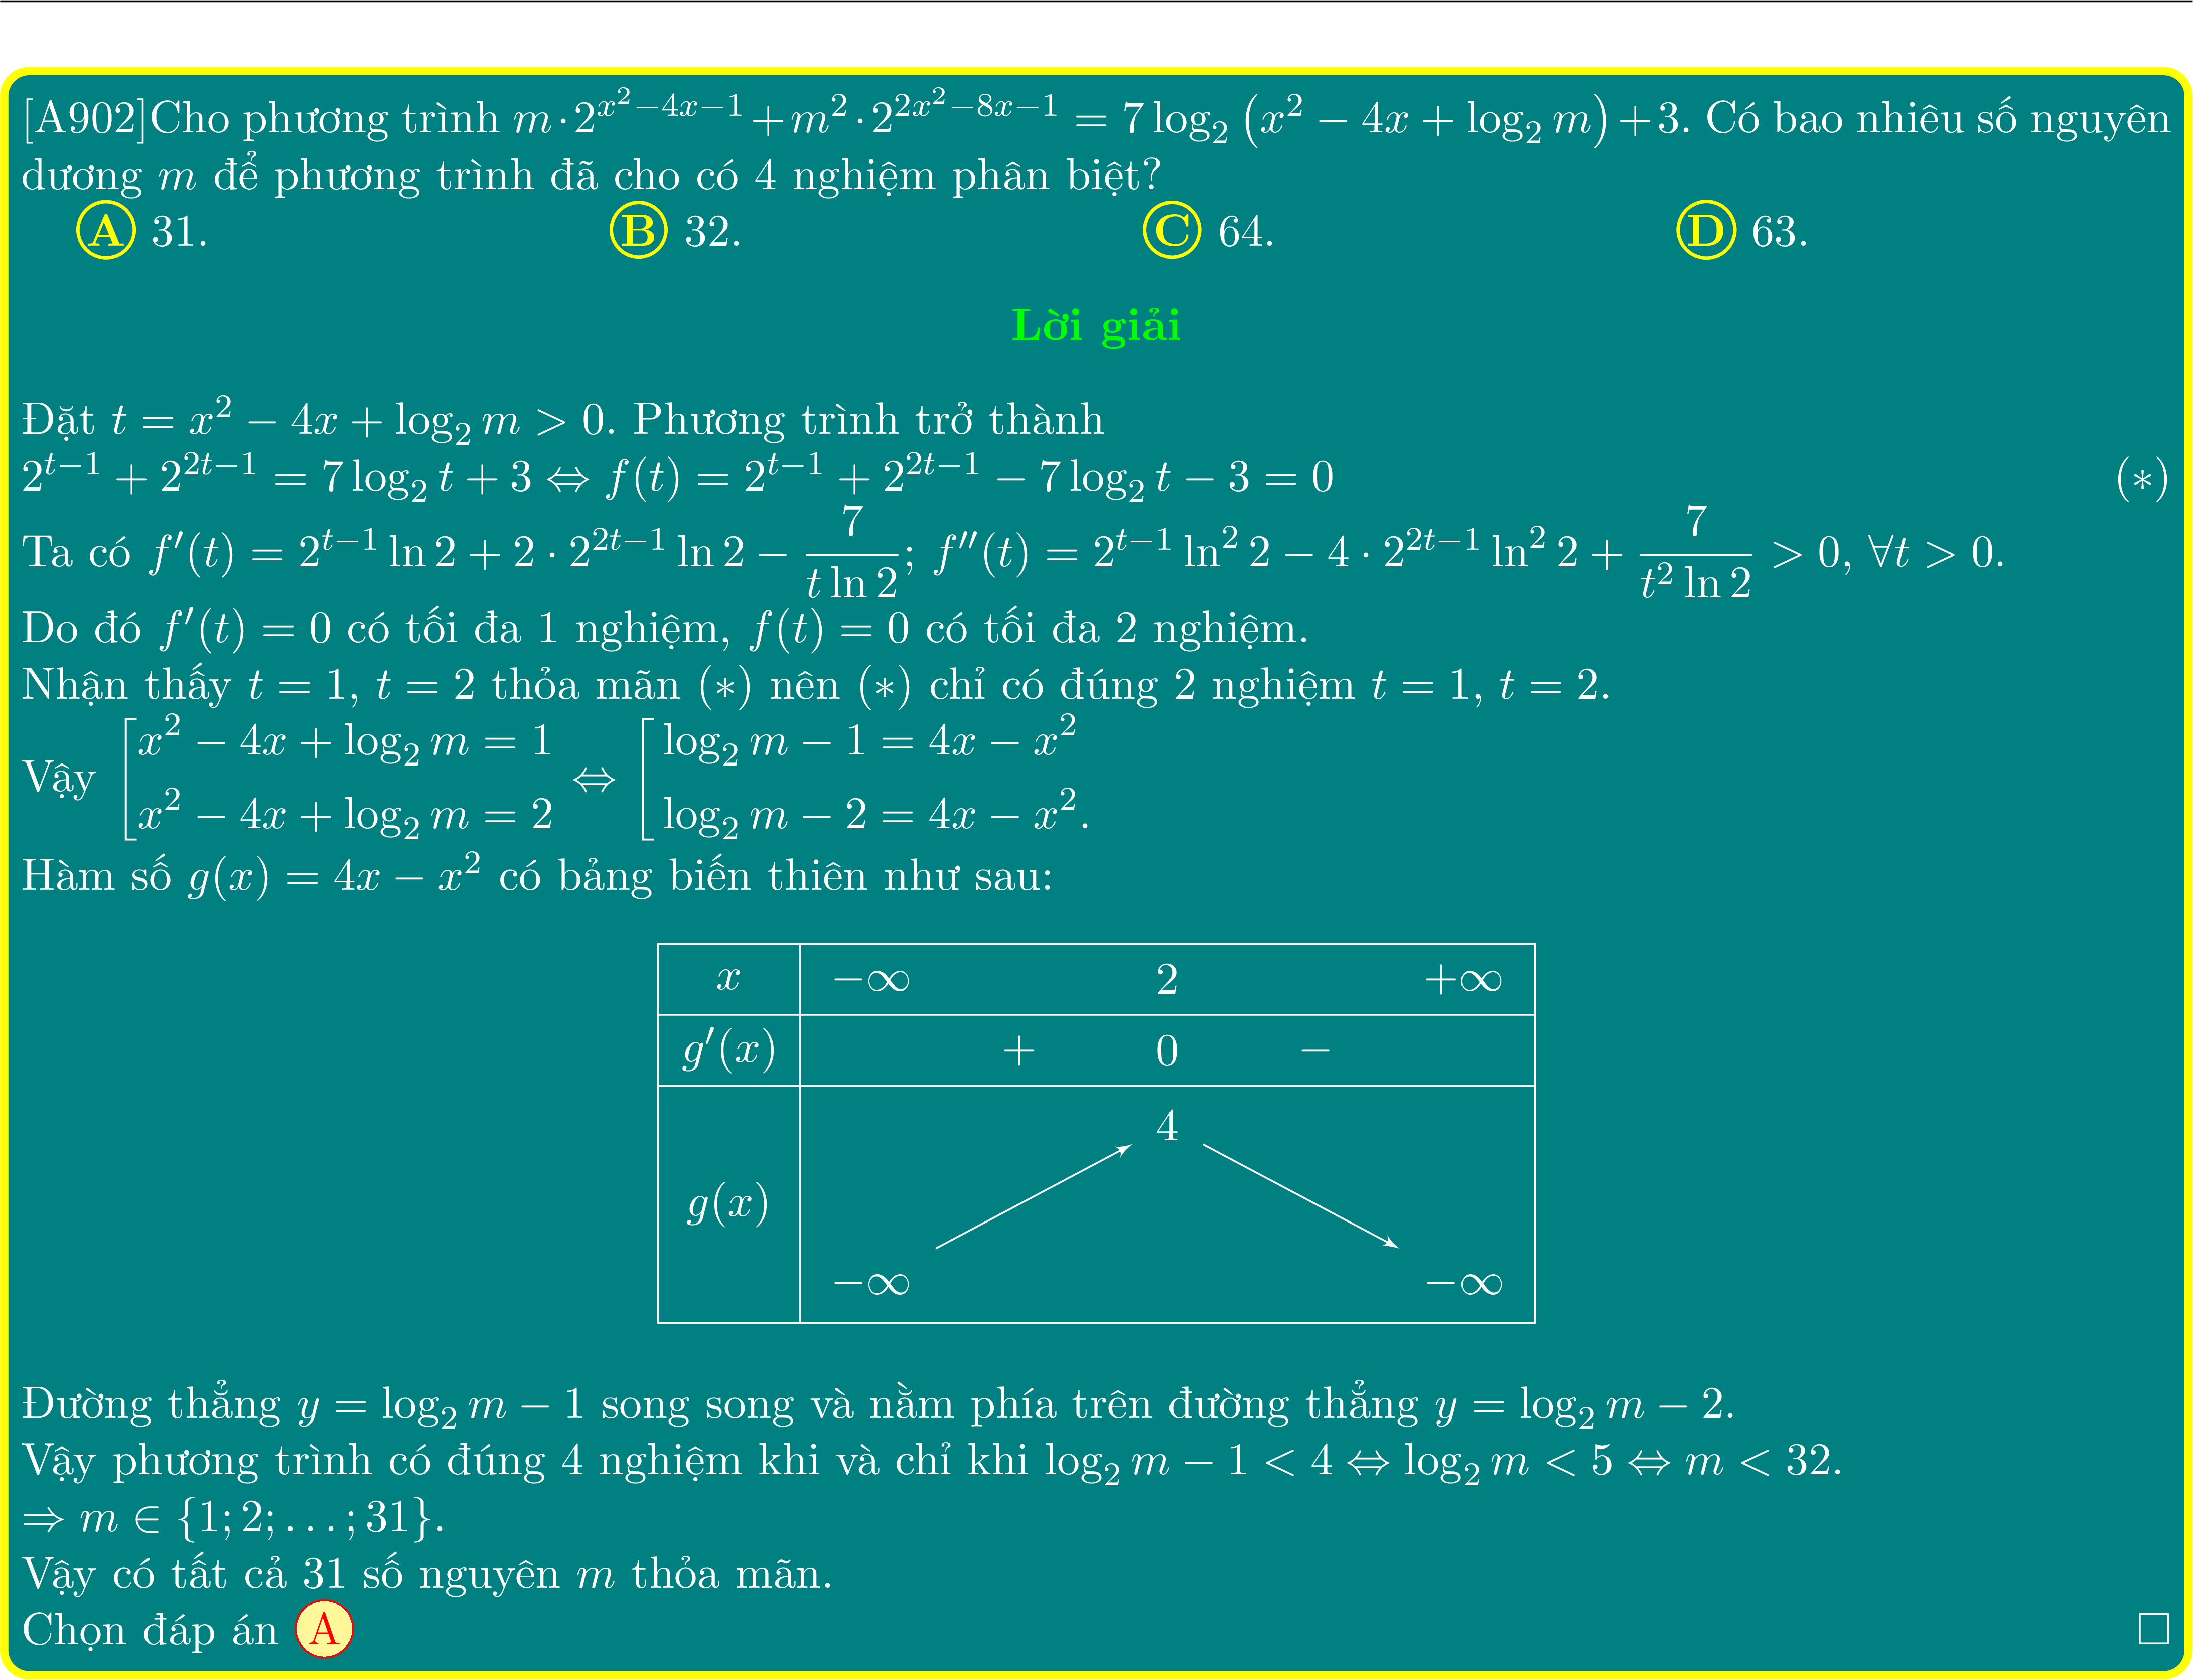 [A902]Cho phương trình $m \cdot 2^{x^2-4x-1} + m^2 \cdot 2^{2x^2-8x-1} = 7\log_2\left(x^2 - 4x + \log_2 m\right) + 3$. Có bao nhiêu số nguyên
dương $m$ để phương trình đã cho có 4 nghiệm phân biệt?
A 31. B 32. C 64. D 63.
Lời giải
Đặt $t = x^2 - 4x + \log_2 m > 0$. Phương trình trở thành
$2^{t-1} + 2^{2t-1} = 7\log_2 t + 3 \Leftrightarrow f(t) = 2^{t-1} + 2^{2t-1} - 7\log_2 t - 3 = 0$ (∗)
Ta có $f'(t) = 2^{t-1}\ln 2 + 2 \cdot 2^{2t-1}\ln 2 - \dfrac{7}{t\ln 2}$; $f''(t) = 2^{t-1}\ln^2 2 - 4 \cdot 2^{2t-1}\ln^2 2 + \dfrac{7}{t^2\ln 2} > 0, \forall t > 0$.
Do đó $f'(t) = 0$ có tối đa 1 nghiệm, $f(t) = 0$ có tối đa 2 nghiệm.
Nhận thấy $t = 1$, $t = 2$ thỏa mãn (∗) nên (∗) chỉ có đúng 2 nghiệm $t = 1$, $t = 2$.
Vậy $\left[\begin{array}{l} x^2 - 4x + \log_2 m = 1 \\ x^2 - 4x + \log_2 m = 2 \end{array}\right. \Leftrightarrow \left[\begin{array}{l} \log_2 m - 1 = 4x - x^2 \\ \log_2 m - 2 = 4x - x^2. \end{array}\right.$
Hàm số $g(x) = 4x - x^2$ có bảng biến thiên như sau:
$x$ $-\infty$ 2 $+\infty$
$g'(x)$ + 0 −
4
$g(x)$
$-\infty$ $-\infty$
Đường thẳng $y = \log_2 m - 1$ song song và nằm phía trên đường thẳng $y = \log_2 m - 2$.
Vậy phương trình có đúng 4 nghiệm khi và chỉ khi $\log_2 m - 1 < 4 \Leftrightarrow \log_2 m < 5 \Leftrightarrow m < 32$.
$\Rightarrow m \in \{1; 2; \ldots; 31\}$.
Vậy có tất cả 31 số nguyên $m$ thỏa mãn.
Chọn đáp án A □